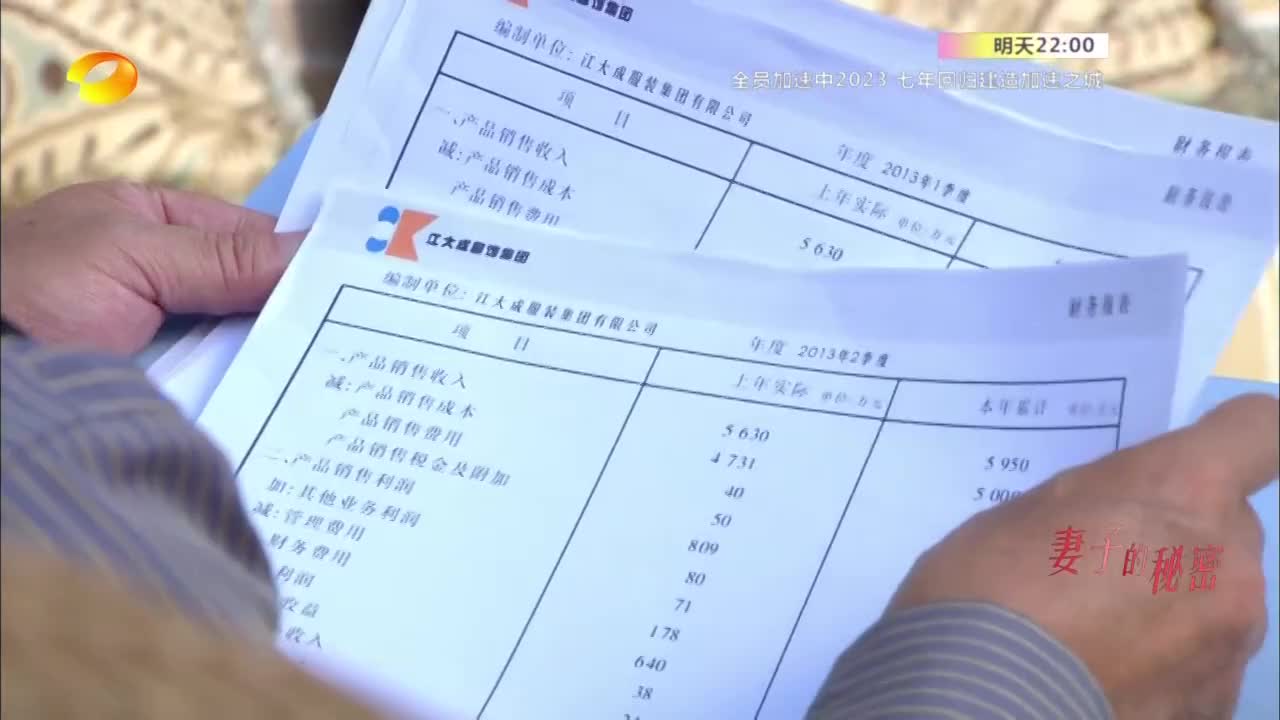 明天22:00
全员加速中2023 七年回归建造加速之城
编制单位：江大成服装集团有限公司
财务报表
项 目
年度 2013年1季度
财务报表
一、产品销售收入
上年实际 单位：万元
减：产品销售成本
产品销售费用
5 630
江大成服饰集团
编制单位：江大成服装集团有限公司
财务报表
项 目
年度 2013年2季度
上年实际 单位：万元
本年累计
一、产品销售收入
5 630
5 950
减：产品销售成本
4 731
5 00
产品销售费用
40
产品销售税金及附加
50
二、产品销售利润
809
加：其他业务利润
80
减：管理费用
71
财务费用
178
利润
640
收益
38
收入
妻子的秘密